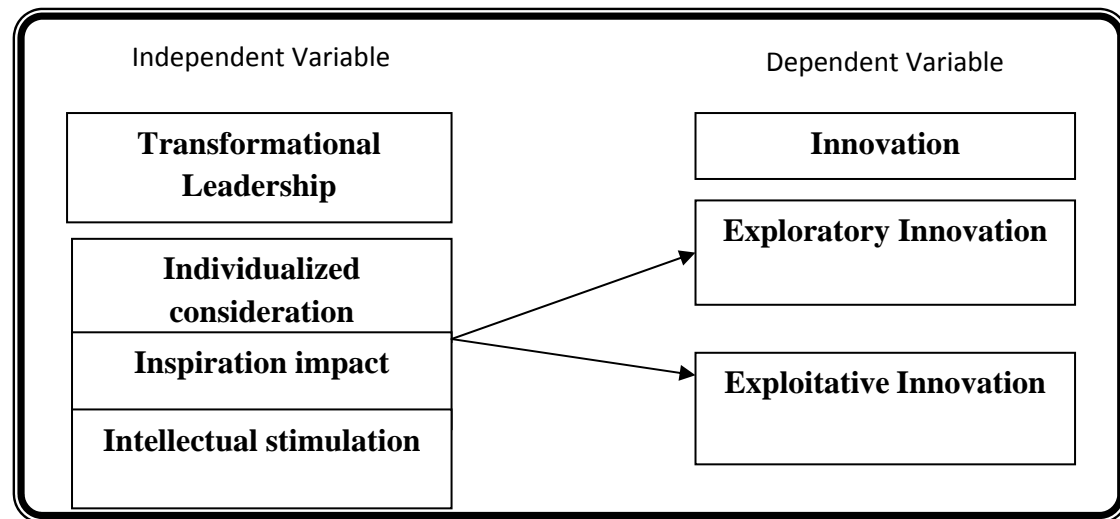 Independent Variable
Transformational
Leadership
Individualized
consideration
Inspiration impact
Intellectual stimulation
Dependent Variable
Innovation
Exploratory Innovation
Exploitative Innovation